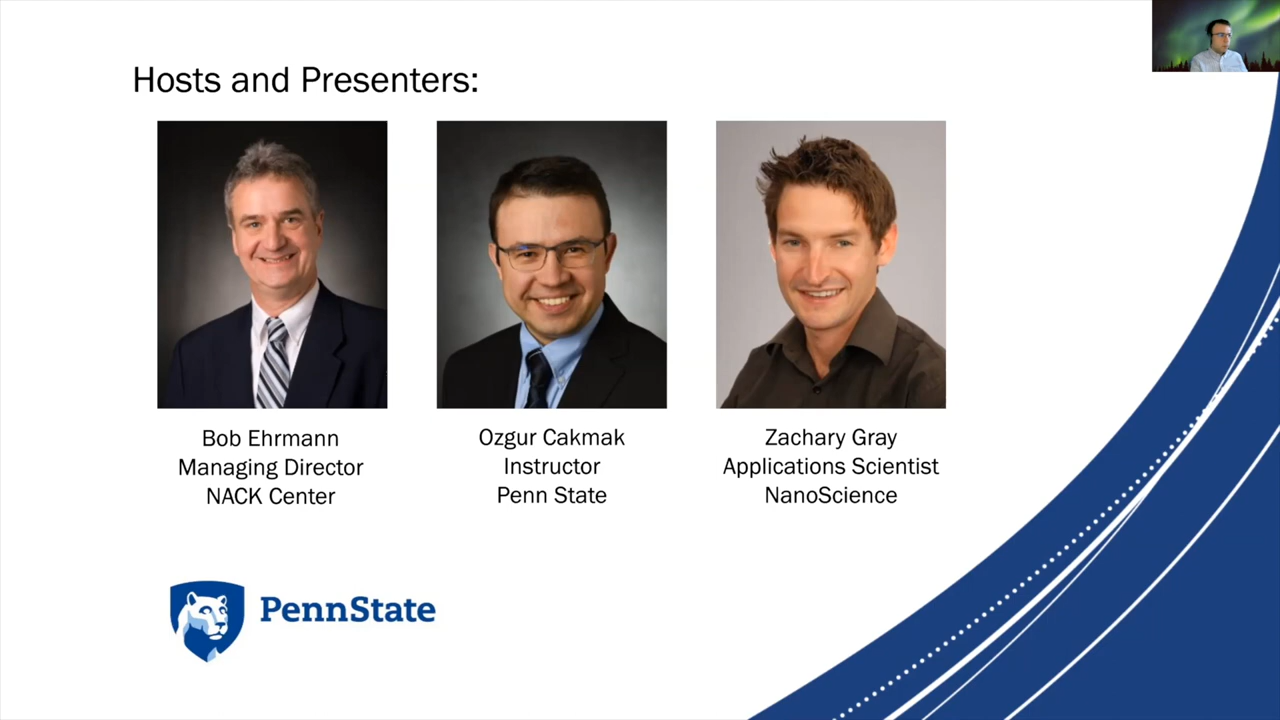 Hosts and Presenters:
Bob Ehrmann
Managing Director
NACK Center
Ozgur Cakmak
Instructor
Penn State
Zachary Gray
Applications Scientist
NanoScience
PennState